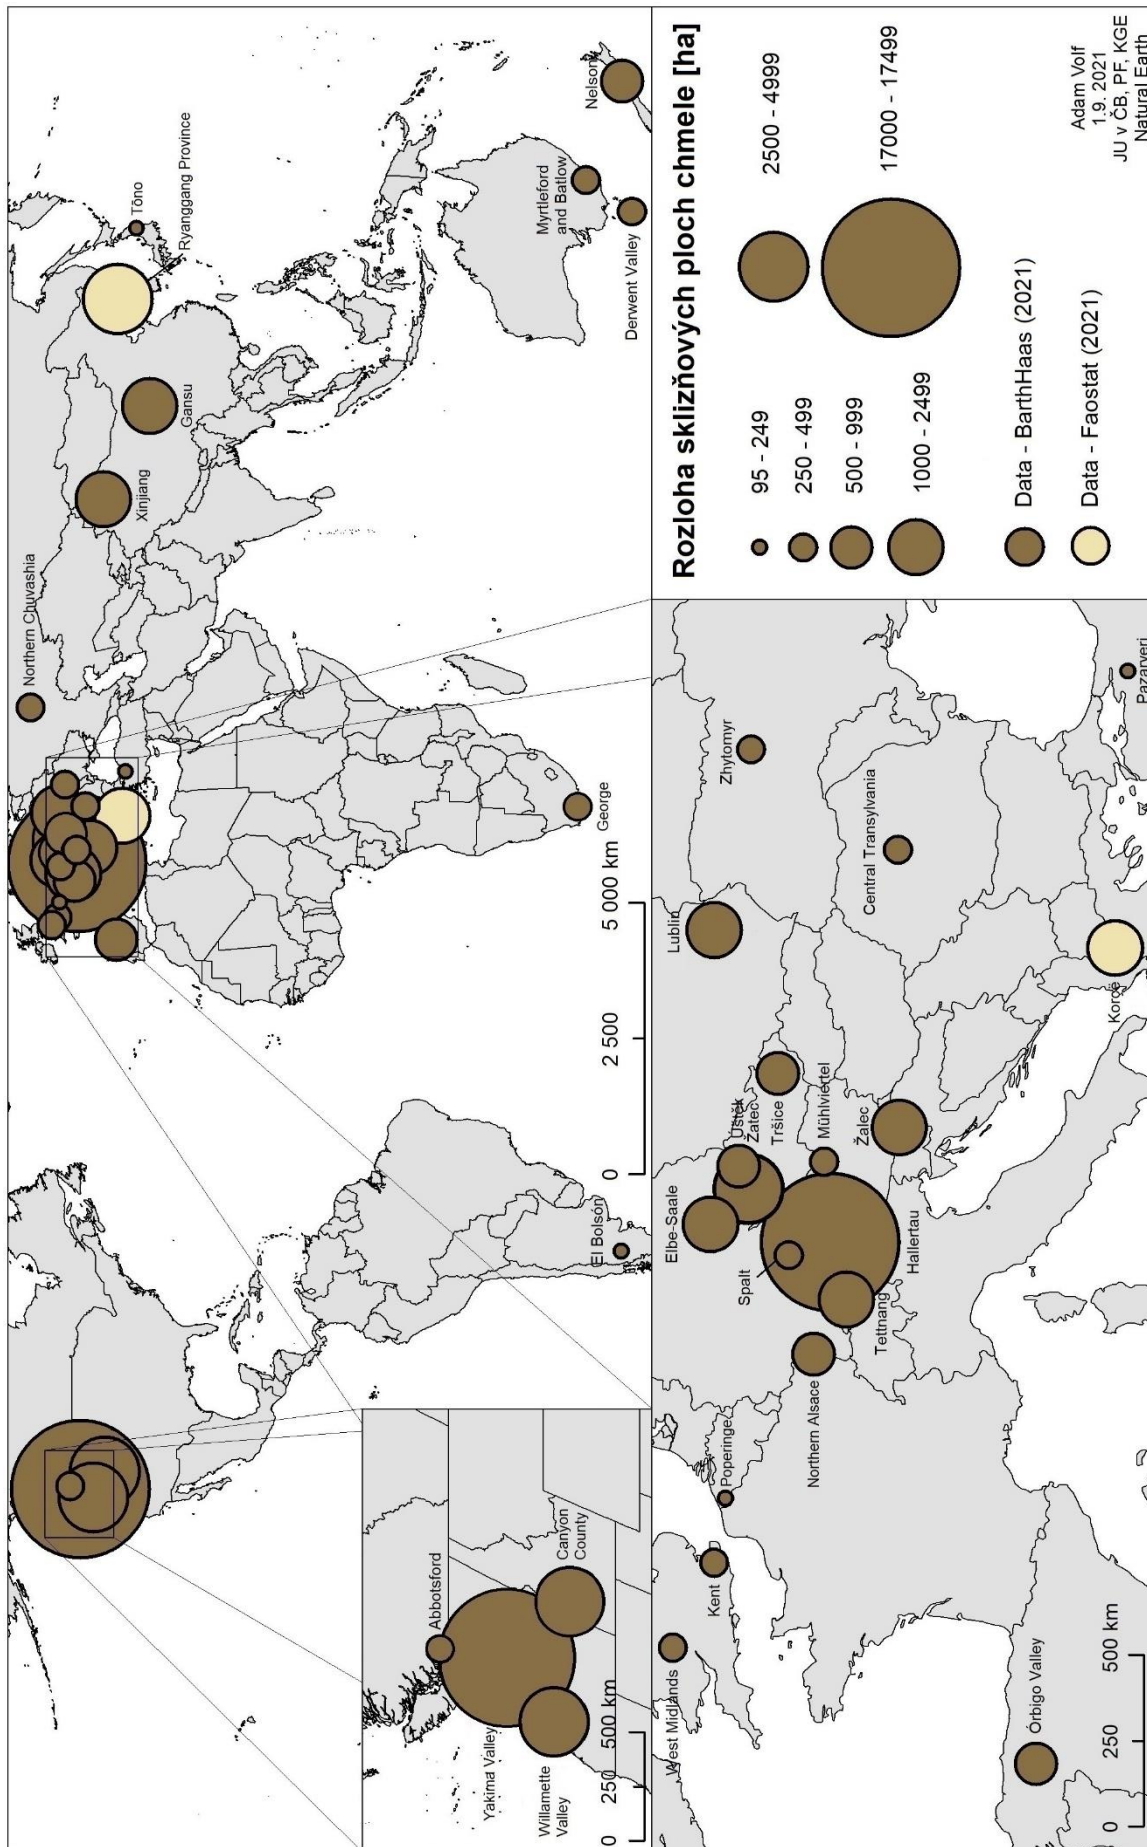 Northern Chuvashia
Xinjiang
Gansu
Tōno
Ryanggang Province
George
El Bolsón
Myrtleford
and Batlow
Derwent Valley
Nelson
0 2 500 5 000 km
Abbotsford
Yakima Valley
Willamette
Valley
Canyon
County
0 250 500 km
West Midlands
Kent
Poperinge
Northern Alsace
Tettnang
Spalt
Hallertau
Elbe-Saale
Úštěk
Žatec
Tršice
Mühlviertel
Žalec
Lublin
Zhytomyr
Central Transylvania
Korçë
Pazaryeri
Órbigo Valley
0 250 500 km
Rozloha sklizňových ploch chmele [ha]
95 - 249
250 - 499
500 - 999
1000 - 2499
2500 - 4999
17000 - 17499
Data - BarthHaas (2021)
Data - Faostat (2021)
Adam Volf
1.9. 2021
JU v ČB, PF, KGE
Natural Earth